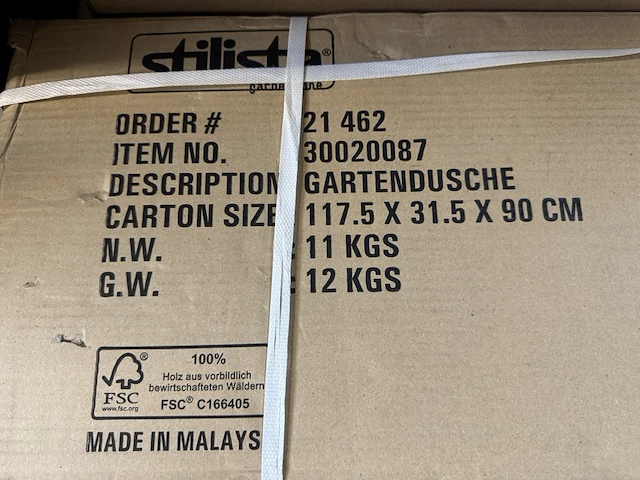 stilista®
ORDER # 21 462
ITEM NO. 30020087
DESCRIPTION GARTENDUSCHE
CARTON SIZE 117.5 X 31.5 X 90 CM
N.W. : 11 KGS
G.W. : 12 KGS
100%
Holz aus vorbildlich
bewirtschafteten Wäldern
FSC® C166405
FSC
www.fsc.org
MADE IN MALAYS